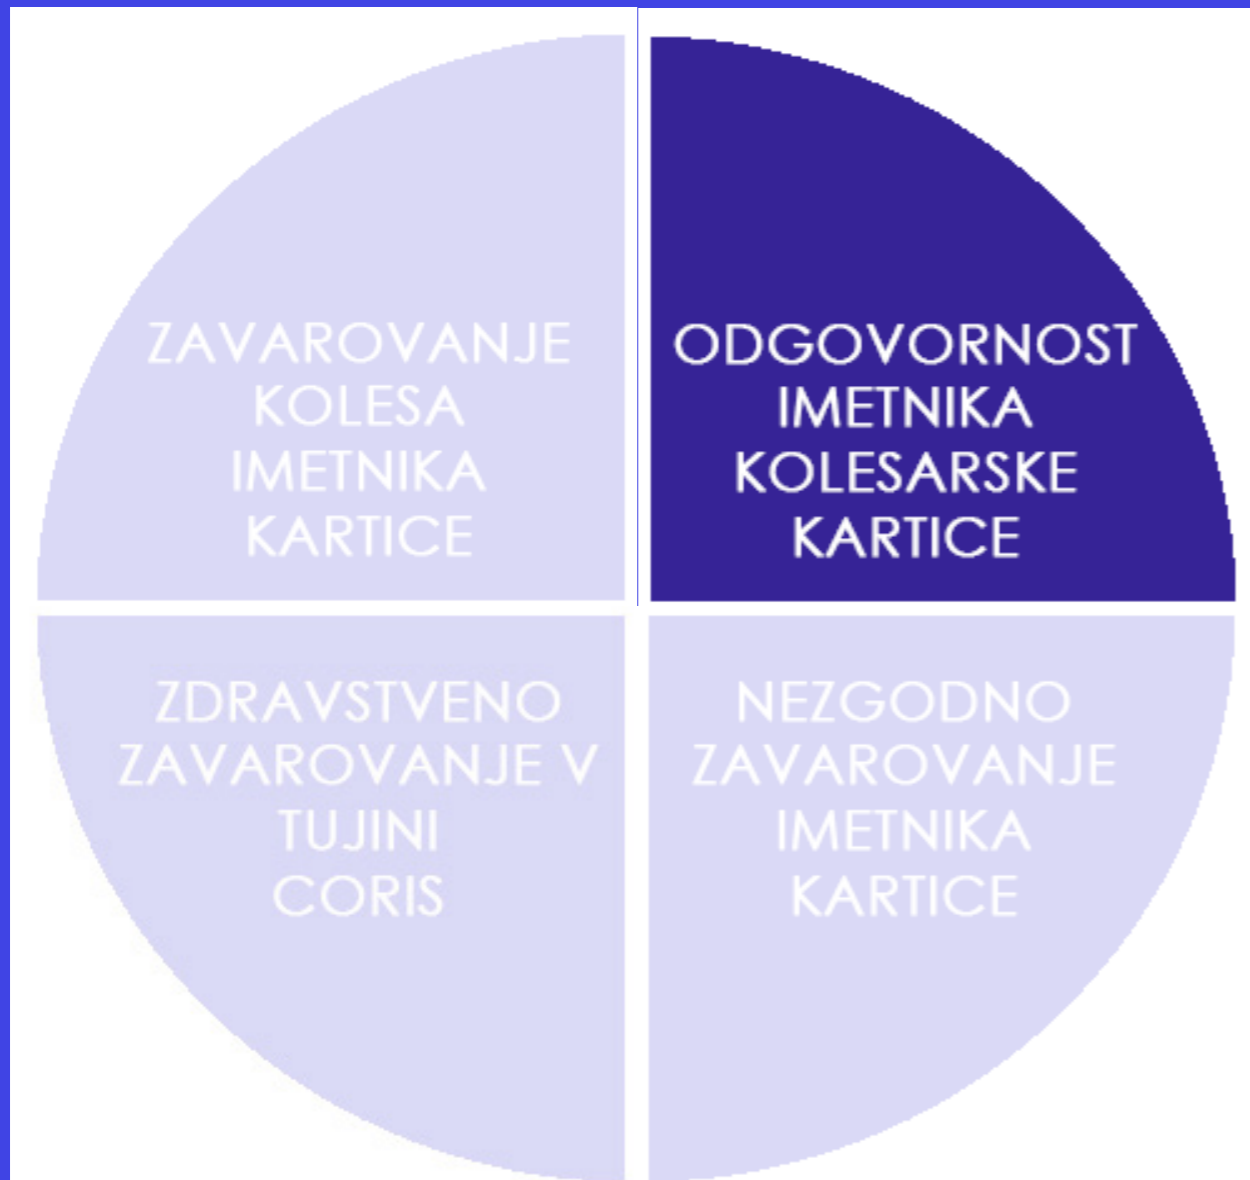 ZAVAROVANJE
KOLESA
IMETNIKA
KARTICE
ODGOVORNOST
IMETNIKA
KOLESARSKE
KARTICE
ZDRAVSTVENO
ZAVAROVANJE V
TUJINI
CORIS
NEZGODNO
ZAVAROVANJE
IMETNIKA
KARTICE